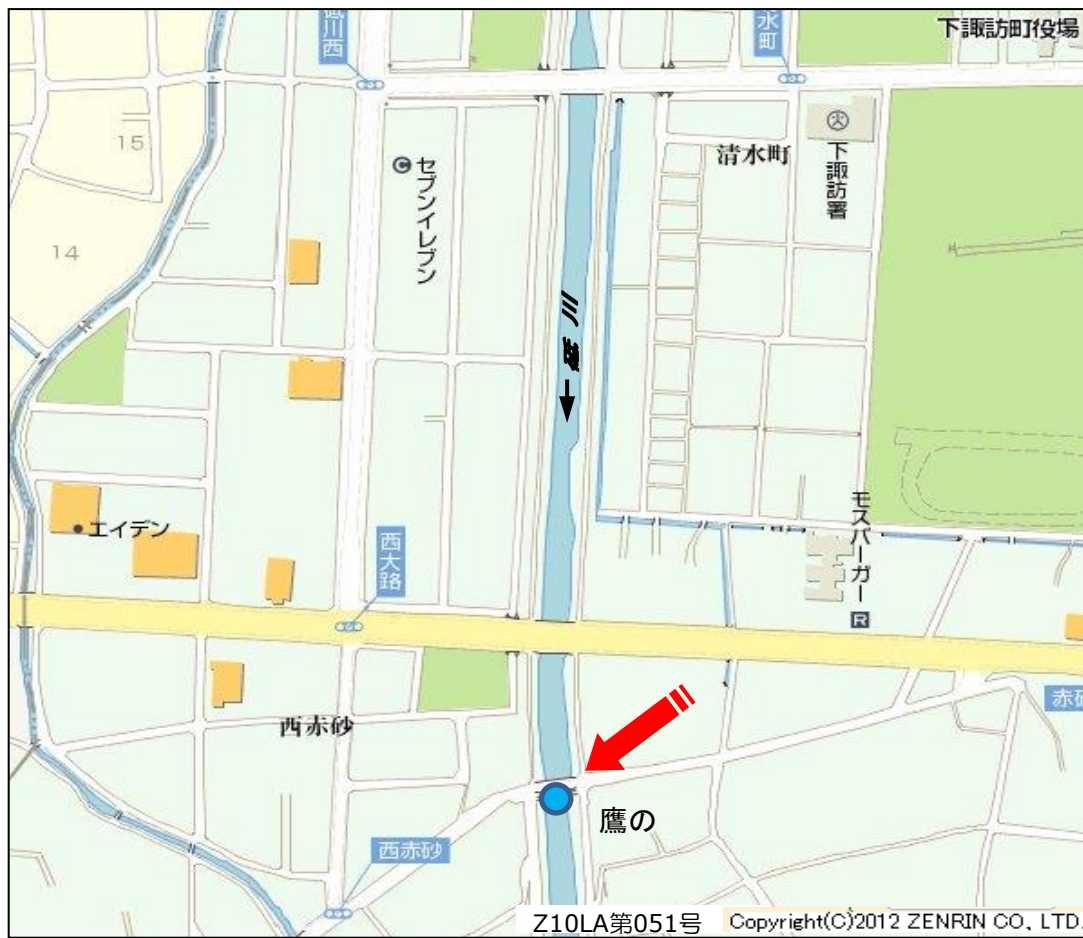 下諏訪町役場
川西
水町
清水町
下諏訪署
セブンイレブン
15
14
川
エイデン
西大路
モスバーガー
R
西赤砂
赤砂
鷹の
西赤砂
Z10LA第051号
Copyright(C)2012 ZENRIN CO., LTD.